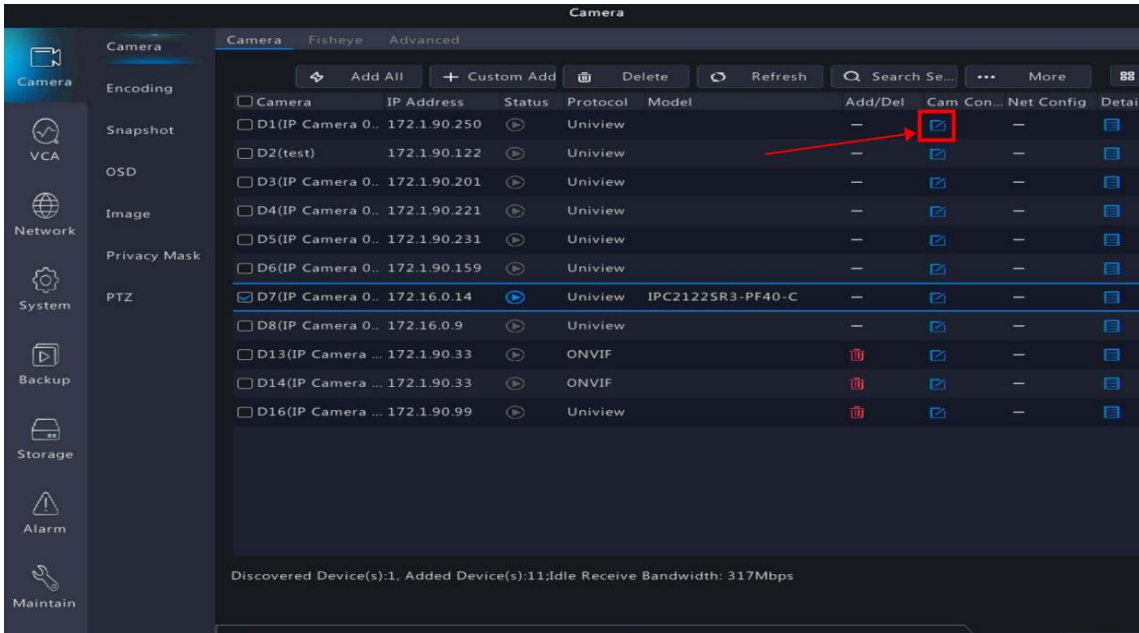 Camera
Camera Fisheye Advanced
Add All Custom Add Delete Refresh Search Se... More
Camera IP Address Status Protocol Model Add/Del Cam Con... Net Config Detai
D1(IP Camera 0.. 172.1.90.250 Uniview
D2(test) 172.1.90.122 Uniview
D3(IP Camera 0.. 172.1.90.201 Uniview
D4(IP Camera 0.. 172.1.90.221 Uniview
D5(IP Camera 0.. 172.1.90.231 Uniview
D6(IP Camera 0.. 172.1.90.159 Uniview
D7(IP Camera 0.. 172.16.0.14 Uniview IPC2122SR3-PF40-C
D8(IP Camera 0.. 172.16.0.9 Uniview
D13(IP Camera ... 172.1.90.33 ONVIF
D14(IP Camera ... 172.1.90.33 ONVIF
D16(IP Camera ... 172.1.90.99 Uniview
Discovered Device(s):1, Added Device(s):11;Idle Receive Bandwidth: 317Mbps
Camera
VCA
Network
System
Backup
Storage
Alarm
Maintain
Camera
Encoding
Snapshot
OSD
Image
Privacy Mask
PTZ